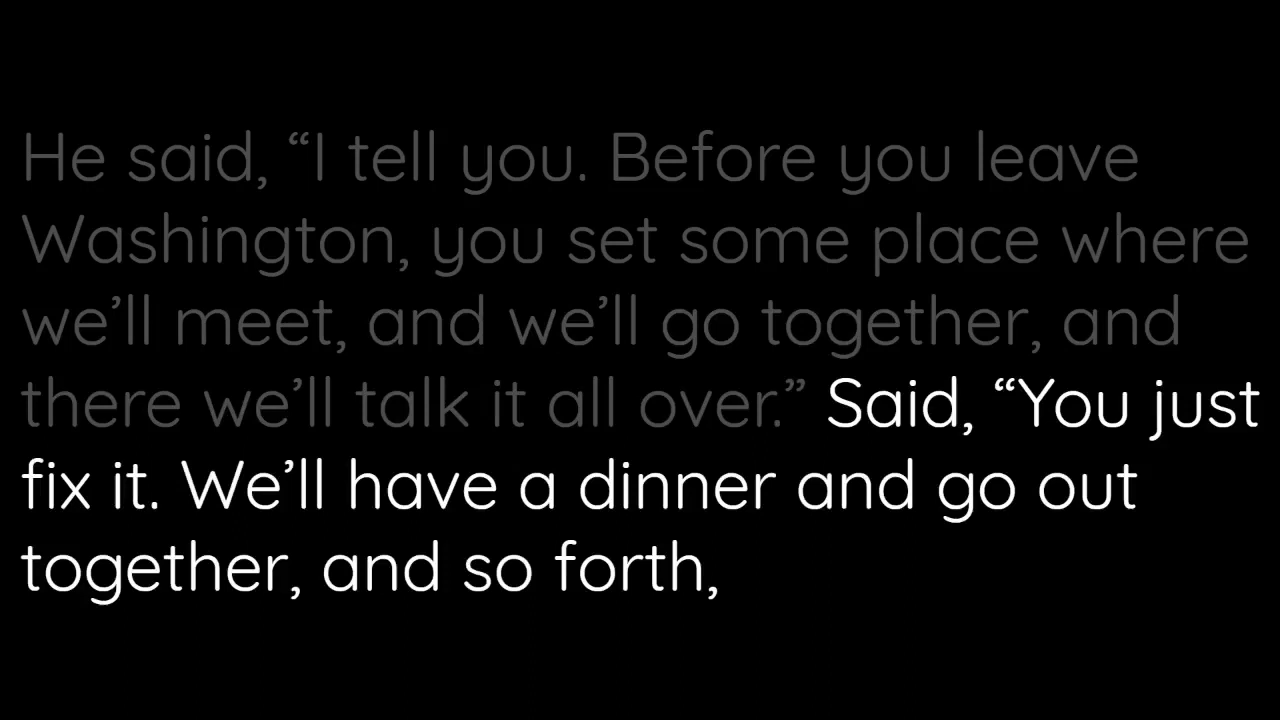 He said, “I tell you. Before you leave
Washington, you set some place where
we’ll meet, and we’ll go together, and
there we’ll talk it all over.” Said, “You just
fix it. We’ll have a dinner and go out
together, and so forth,